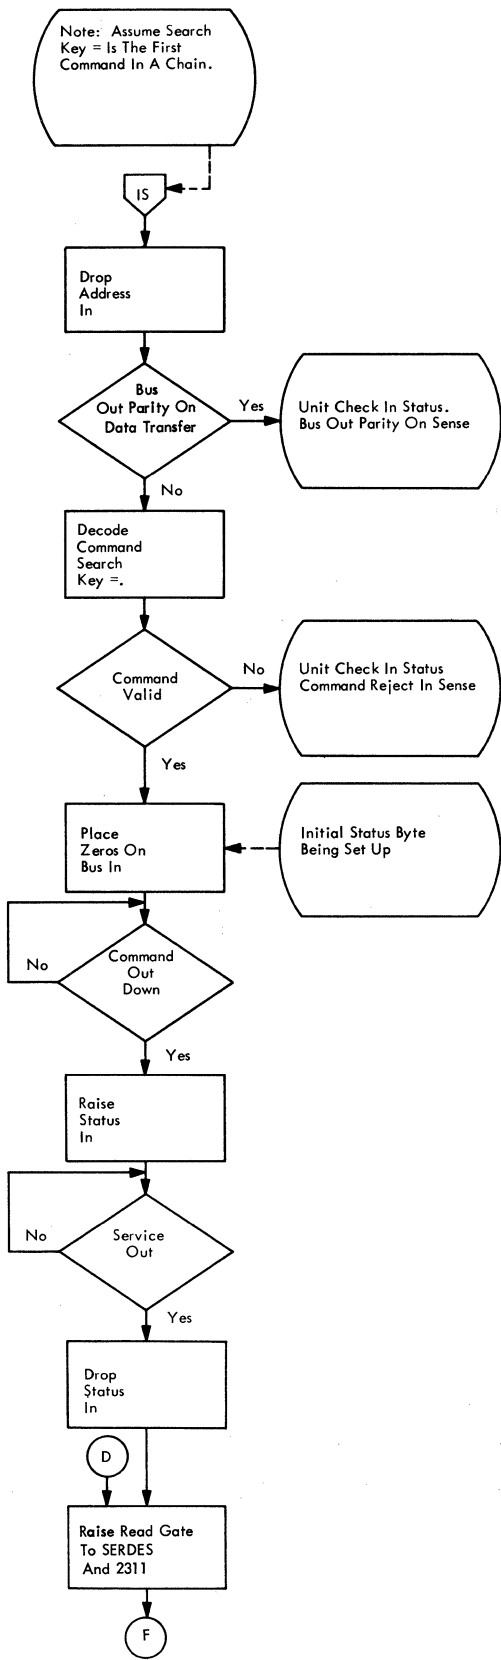 Note: Assume Search
Key = Is The First
Command In A Chain.
IS
Drop
Address
In
Bus
Out Parity On
Data Transfer
Yes
Unit Check In Status.
Bus Out Parity On Sense
No
Decode
Command
Search
Key =.
Command
Valid
No
Unit Check In Status
Command Reject In Sense
Yes
Place
Zeros On
Bus In
Initial Status Byte
Being Set Up
Command
Out
Down
No
Yes
Raise
Status
In
Service
Out
No
Yes
Drop
Status
In
D
Raise Read Gate
To SERDES
And 2311
F